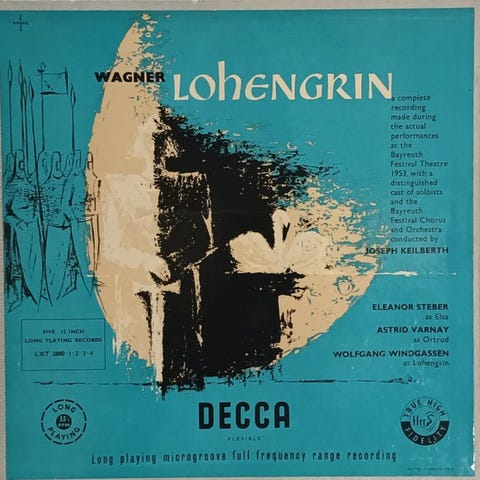 WAGNER
LOHENGRIN
a complete
recording
made during
the actual
performances
at the
Bayreuth
Festival Theatre
1953, with a
distinguished
cast of soloists
and the
Bayreuth
Festival Chorus
and Orchestra
conducted by
JOSEPH KEILBERTH
ELEANOR STEBER
as Elsa
ASTRID VARNAY
as Ortrud
WOLFGANG WINDGASSEN
as Lohengrin
FIVE 12 INCH
LONG PLAYING RECORDS
LXT 2880·1·2·3·4
LONG
33⅓
RPM
PLAYING
DECCA
FLEXIBLE
TRUE HIGH
ffrr
FIDELITY
Long playing microgroove full frequency range recording